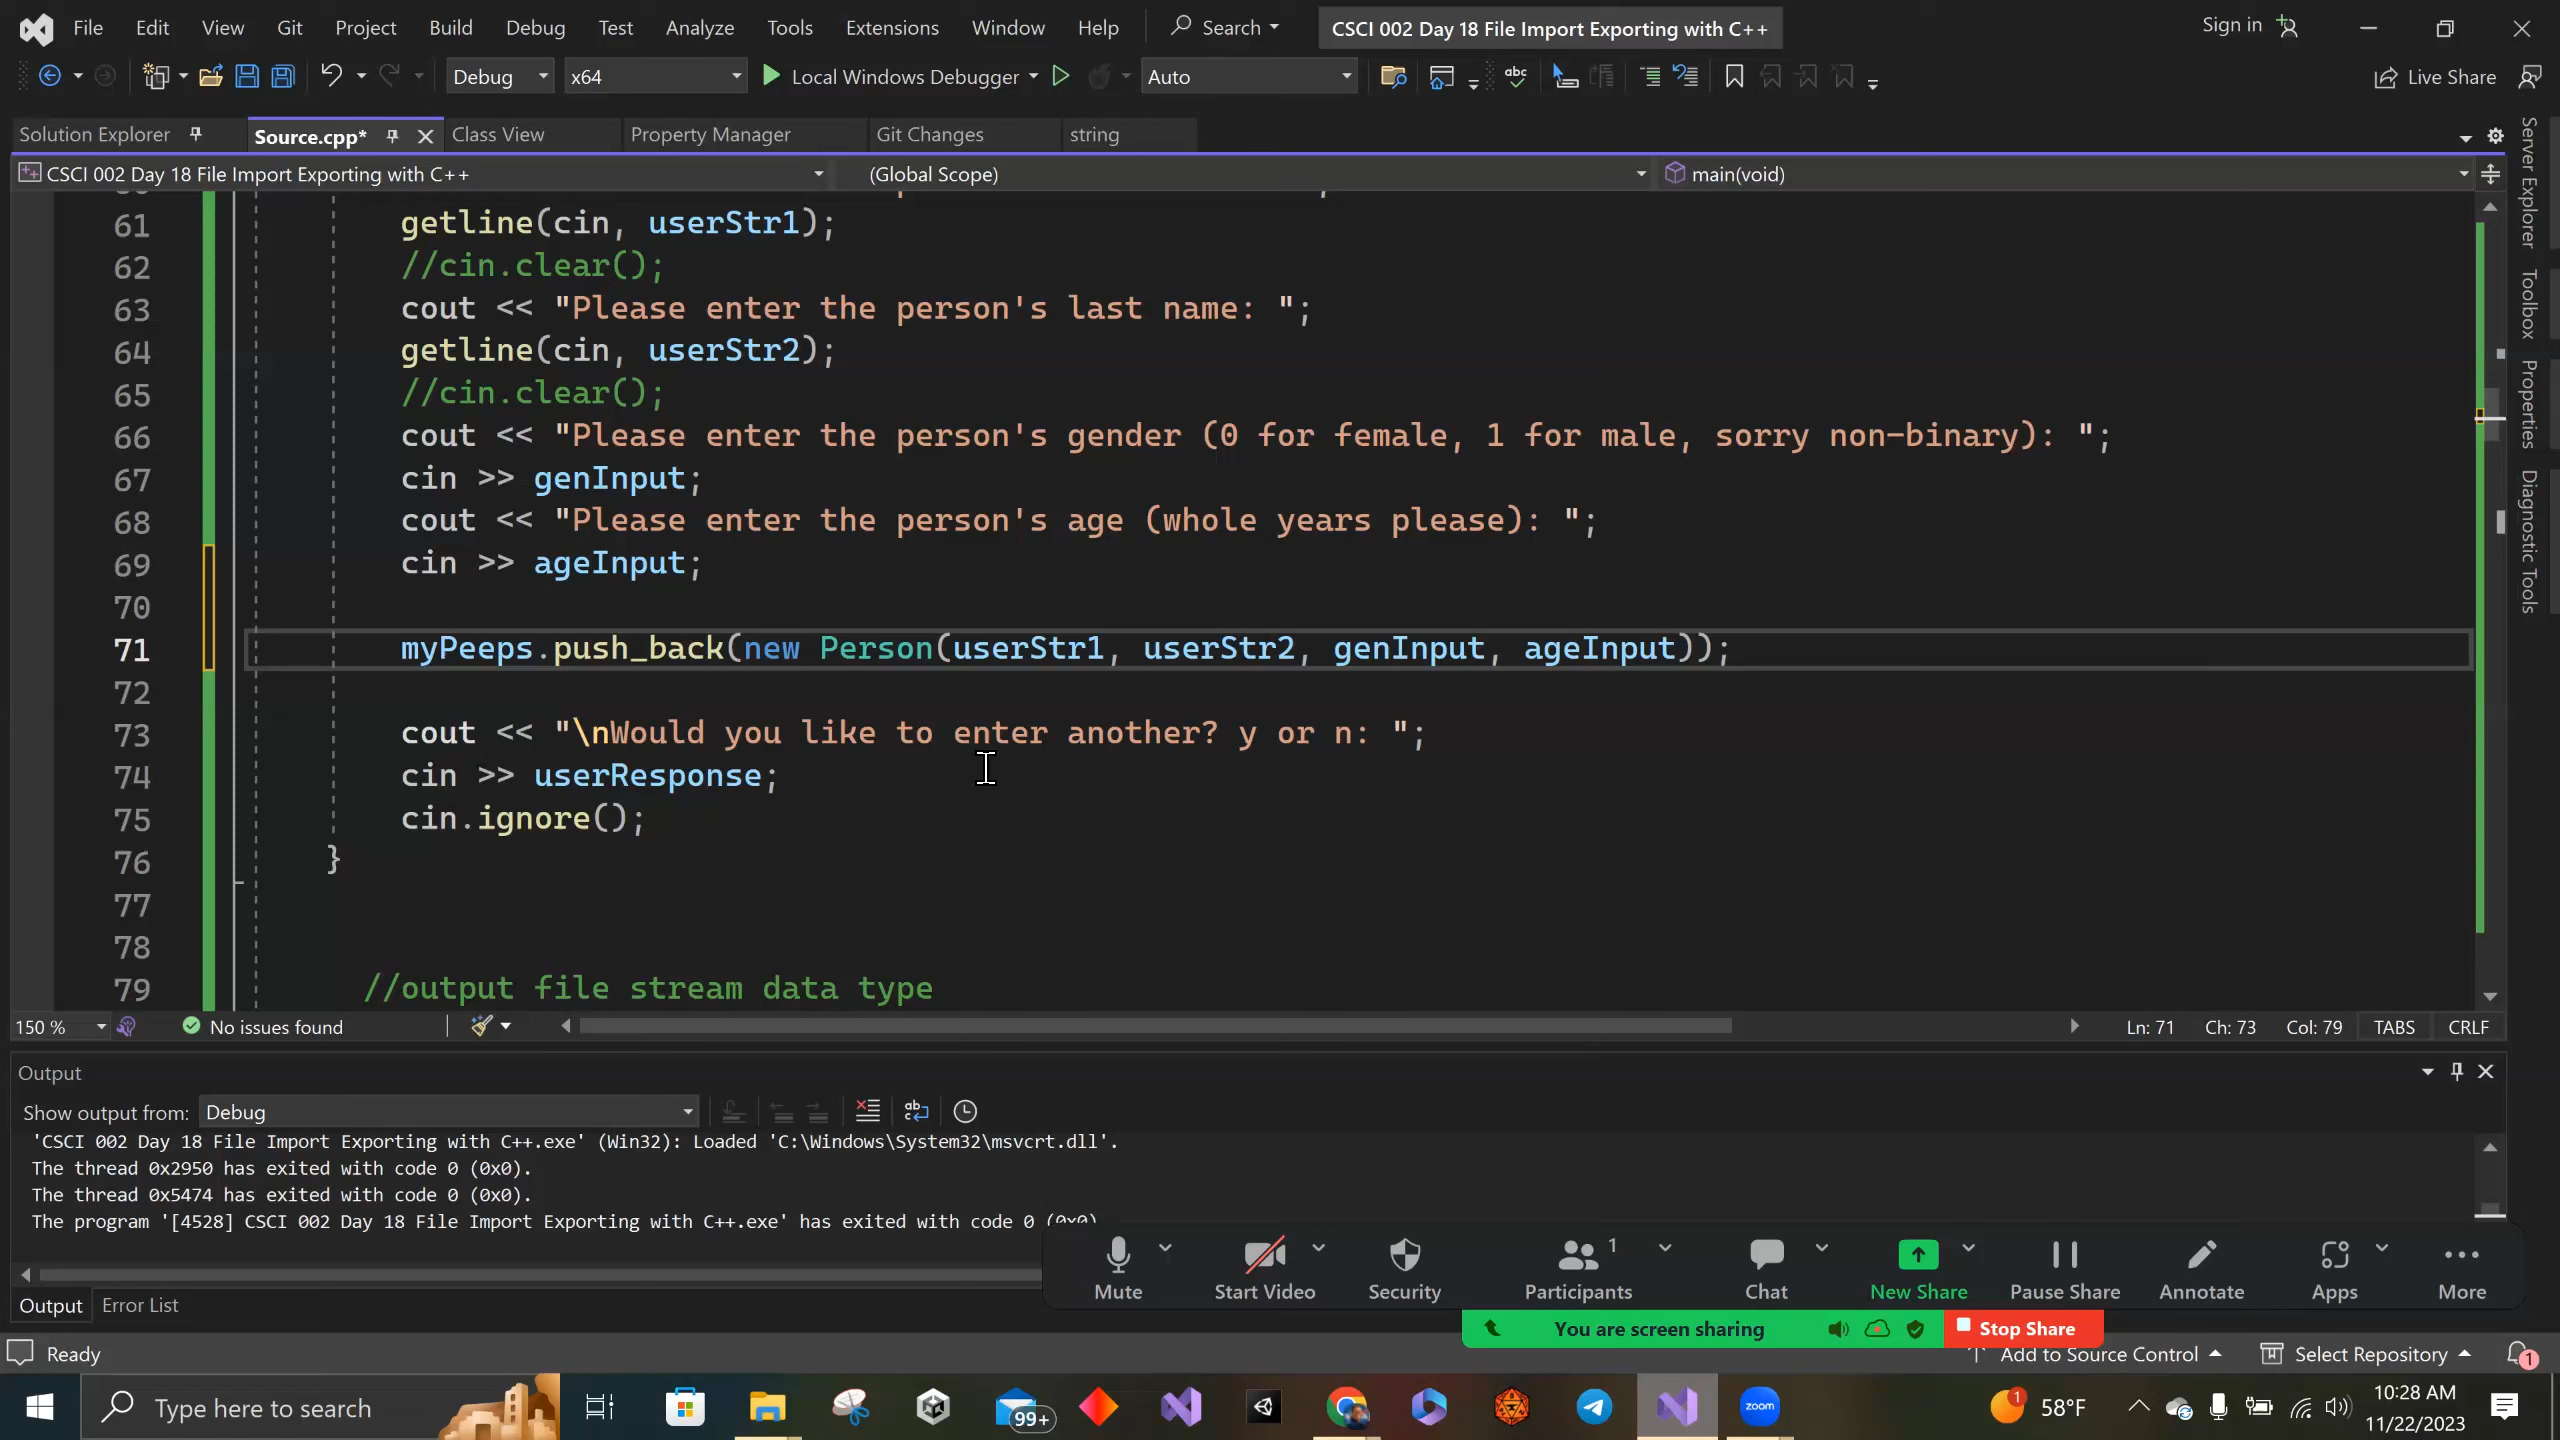 File Edit View Git Project Build Debug Test Analyze Tools Extensions Window Help Search CSCI 002 Day 18 File Import Exporting with C++ Sign in
Debug x64 Local Windows Debugger Auto Live Share
Solution Explorer Source.cpp* Class View Property Manager Git Changes string
CSCI 002 Day 18 File Import Exporting with C++ (Global Scope) main(void)
61 getline(cin, userStr1);
62 //cin.clear();
63 cout << "Please enter the person's last name: ";
64 getline(cin, userStr2);
65 //cin.clear();
66 cout << "Please enter the person's gender (0 for female, 1 for male, sorry non-binary): ";
67 cin >> genInput;
68 cout << "Please enter the person's age (whole years please): ";
69 cin >> ageInput;
70
71 myPeeps.push_back(new Person(userStr1, userStr2, genInput, ageInput));
72
73 cout << "\nWould you like to enter another? y or n: ";
74 cin >> userResponse;
75 cin.ignore();
76 }
77
78
79 //output file stream data type
Server Explorer
Toolbox
Properties
Diagnostic Tools
150 % No issues found Ln: 71 Ch: 73 Col: 79 TABS CRLF
Output
Show output from: Debug
'CSCI 002 Day 18 File Import Exporting with C++.exe' (Win32): Loaded 'C:\Windows\System32\msvcrt.dll'.
The thread 0x2950 has exited with code 0 (0x0).
The thread 0x5474 has exited with code 0 (0x0).
The program '[4528] CSCI 002 Day 18 File Import Exporting with C++.exe' has exited with code 0 (0x0)
Output Error List
1
Mute Start Video Security Participants Chat New Share Pause Share Annotate Apps More
You are screen sharing Stop Share
Ready Add to Source Control Select Repository 1
Type here to search 99+ zoom 1 58°F 10:28 AM
11/22/2023